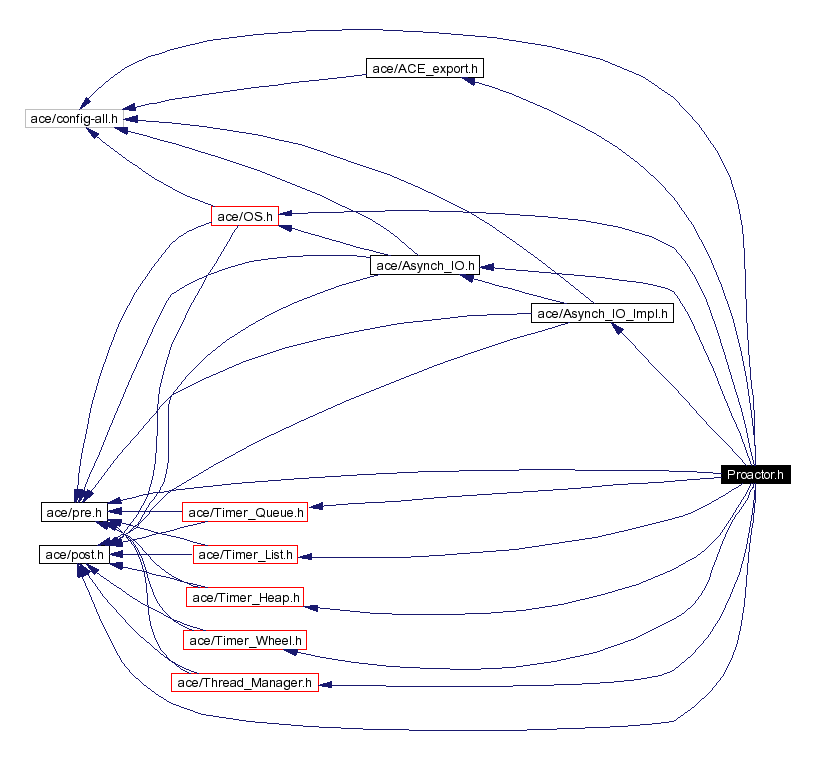 ace/ACE_export.h
ace/config-all.h
ace/OS.h
ace/Asynch_IO.h
ace/Asynch_IO_Impl.h
Proactor.h
ace/pre.h
ace/Timer_Queue.h
ace/post.h
ace/Timer_List.h
ace/Timer_Heap.h
ace/Timer_Wheel.h
ace/Thread_Manager.h